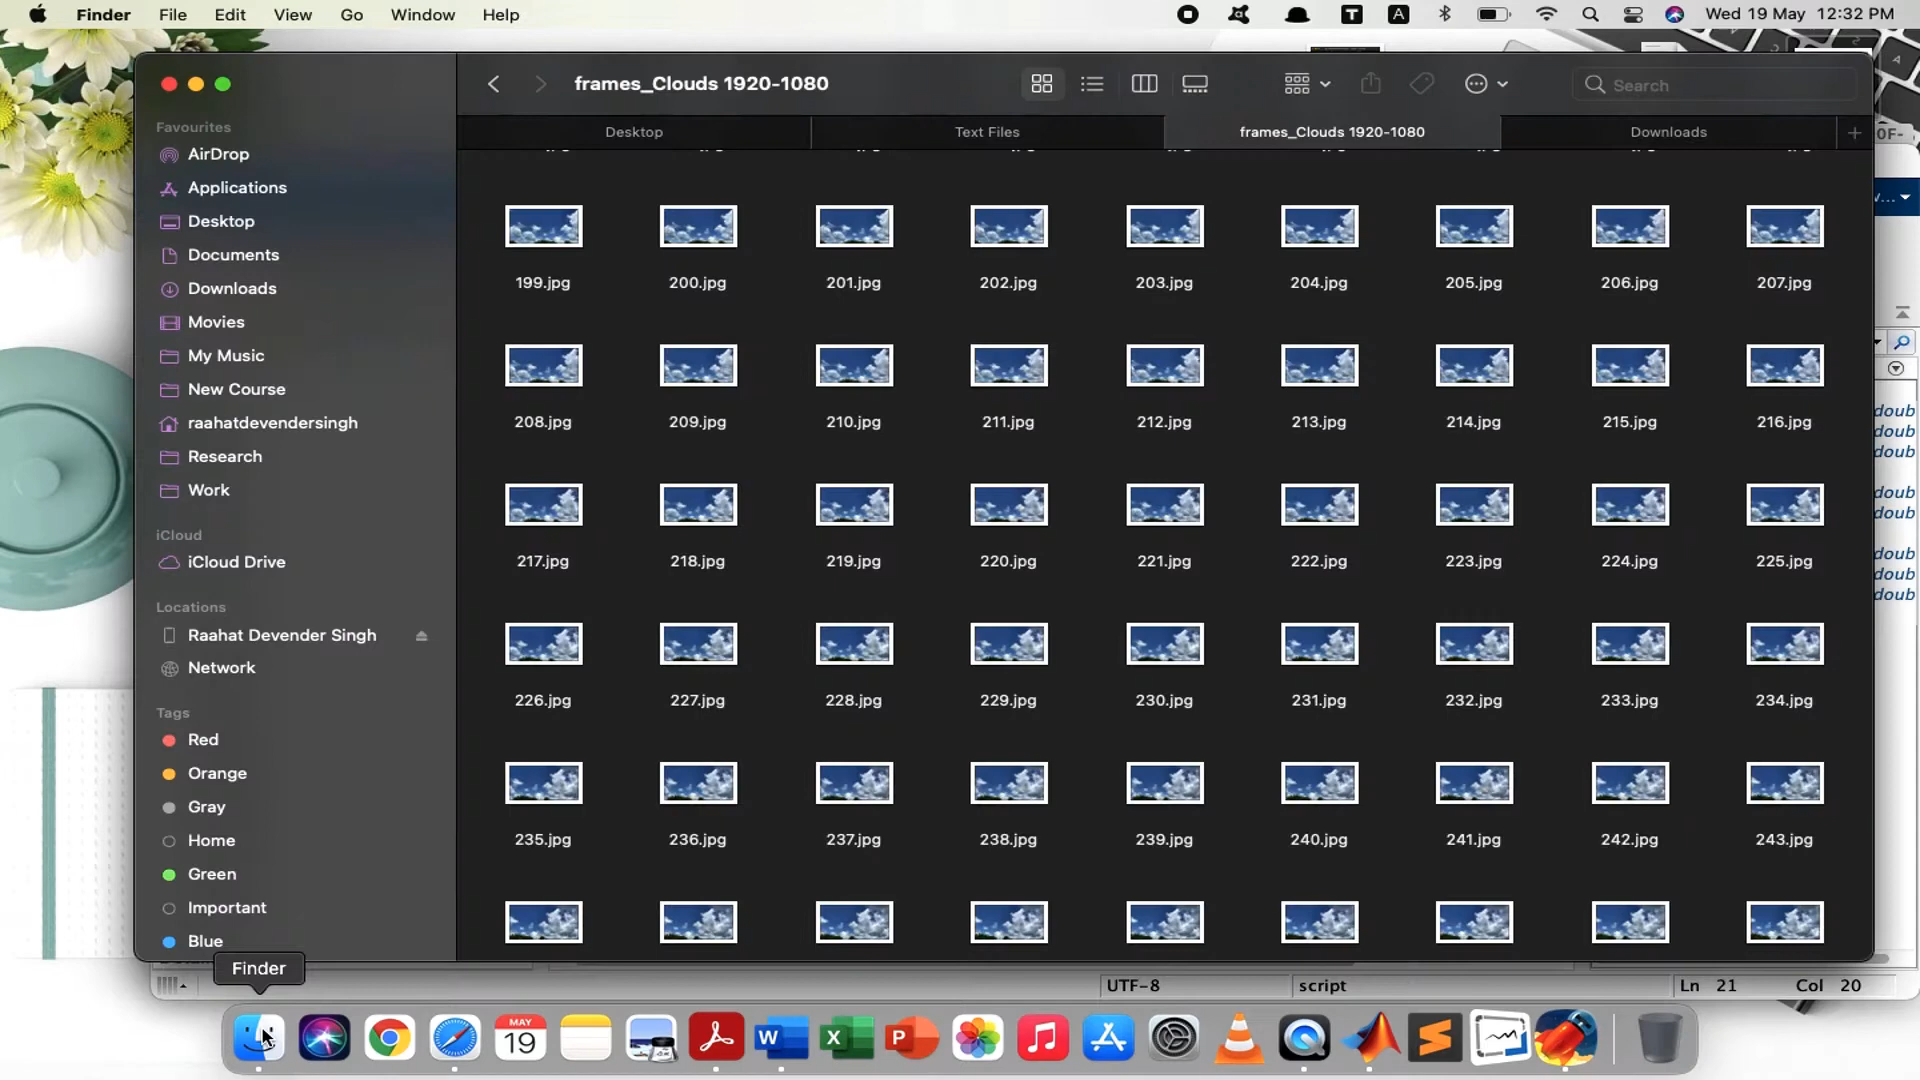 Finder File Edit View Go Window Help
Wed 19 May 12:32 PM
frames_Clouds 1920-1080
Search
Desktop
Text Files
frames_Clouds 1920-1080
Downloads
Favourites
AirDrop
Applications
Desktop
Documents
Downloads
Movies
My Music
New Course
raahatdevendersingh
Research
Work
iCloud
iCloud Drive
Locations
Raahat Devender Singh
Network
Tags
Red
Orange
Gray
Home
Green
Important
Blue
199.jpg 200.jpg 201.jpg 202.jpg 203.jpg 204.jpg 205.jpg 206.jpg 207.jpg
208.jpg 209.jpg 210.jpg 211.jpg 212.jpg 213.jpg 214.jpg 215.jpg 216.jpg
217.jpg 218.jpg 219.jpg 220.jpg 221.jpg 222.jpg 223.jpg 224.jpg 225.jpg
226.jpg 227.jpg 228.jpg 229.jpg 230.jpg 231.jpg 232.jpg 233.jpg 234.jpg
235.jpg 236.jpg 237.jpg 238.jpg 239.jpg 240.jpg 241.jpg 242.jpg 243.jpg
doub
doub
doub
doub
doub
doub
doub
doub
Finder
UTF-8
script
Ln 21
Col 20
MAY
19